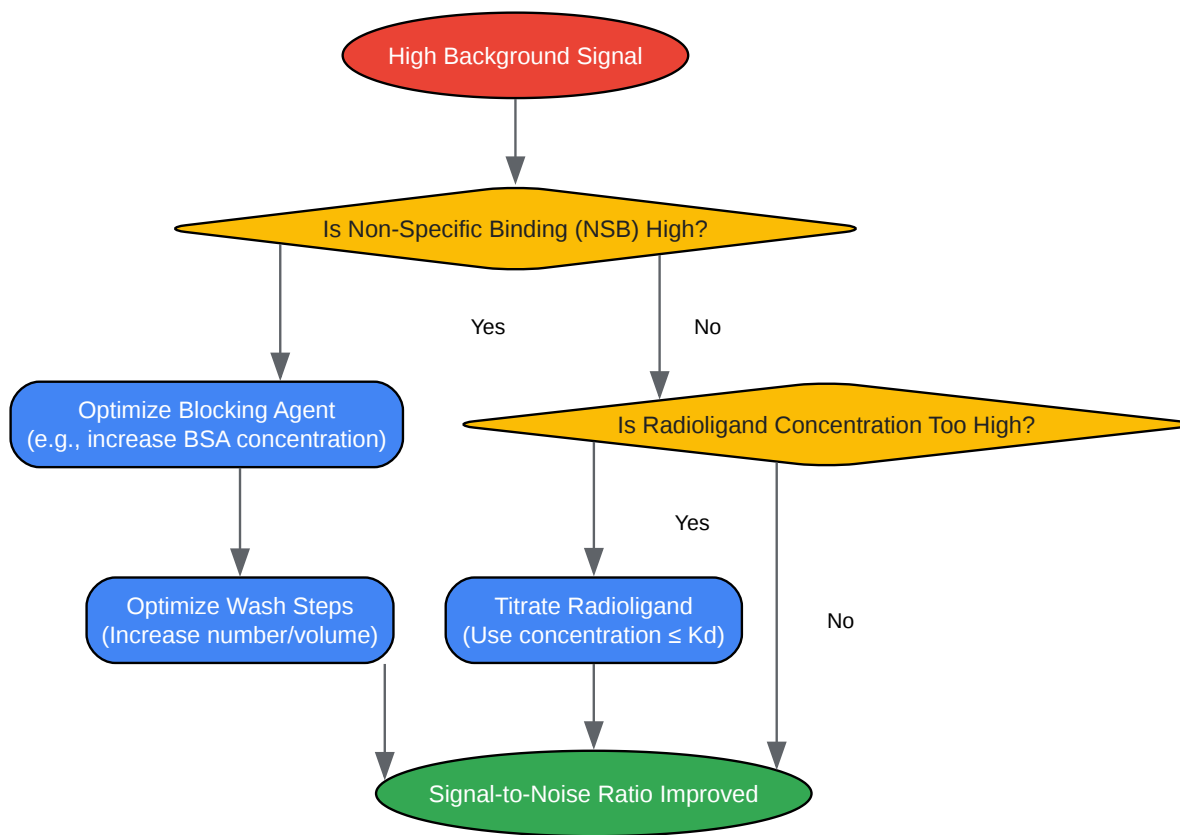 High Background Signal
Is Non-Specific Binding (NSB) High?
Yes
No
Optimize Blocking Agent
(e.g., increase BSA concentration)
Is Radioligand Concentration Too High?
Yes
Optimize Wash Steps
(Increase number/volume)
Titrate Radioligand
(Use concentration ≤ Kd)
No
Signal-to-Noise Ratio Improved